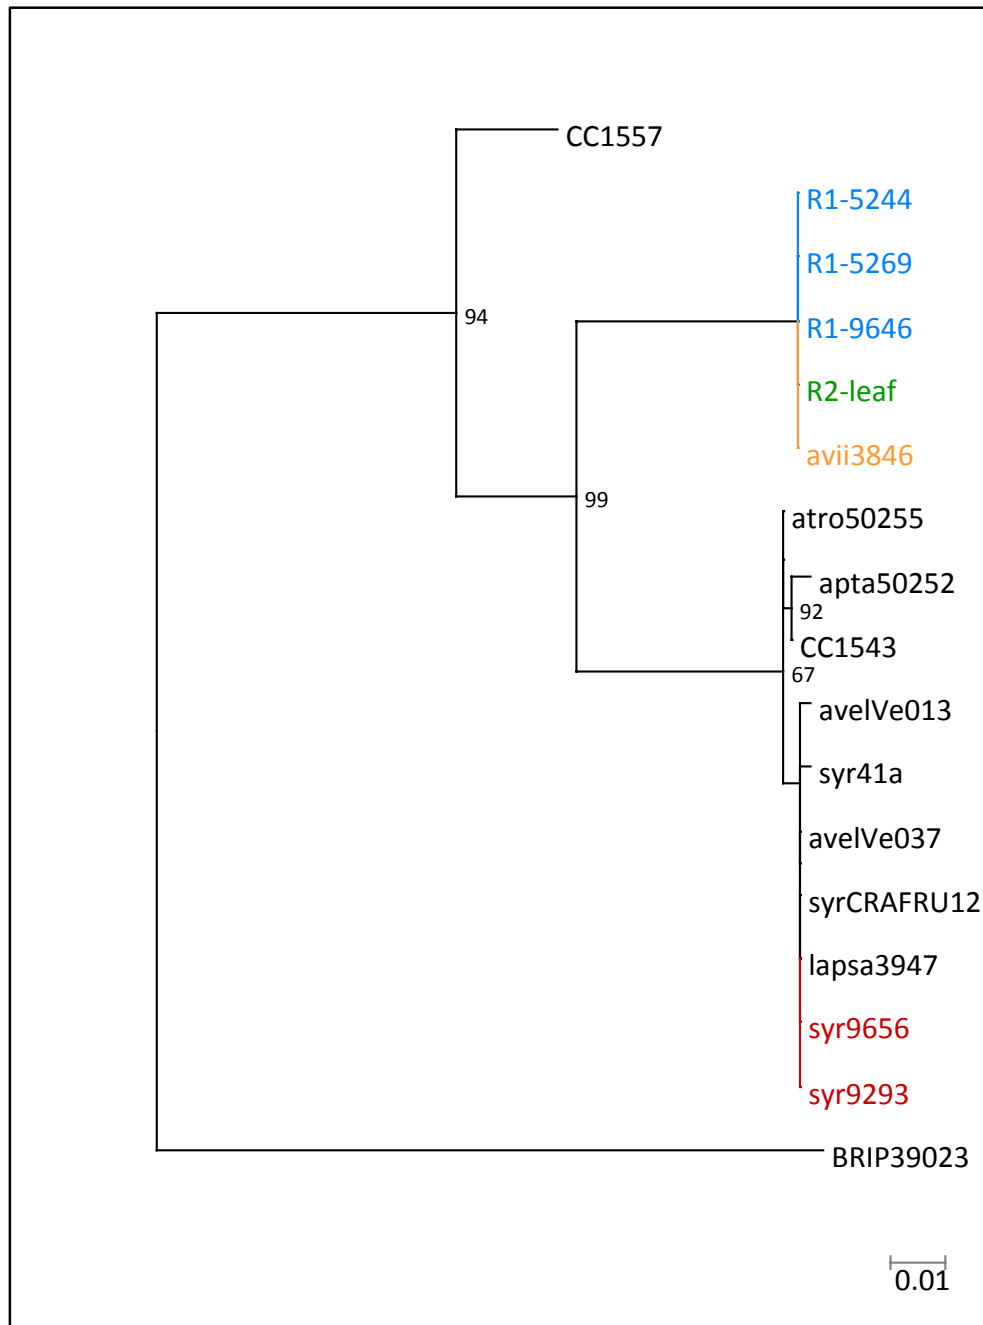 CC1557
R1-5244
R1-5269
R1-9646
94
R2-leaf
avii3846
99
atro50255
apta50252
92
CC1543
67
avelVe013
syr41a
avelVe037
syrCRAFRU12
lapsa3947
syr9656
syr9293
BRIP39023
0.01